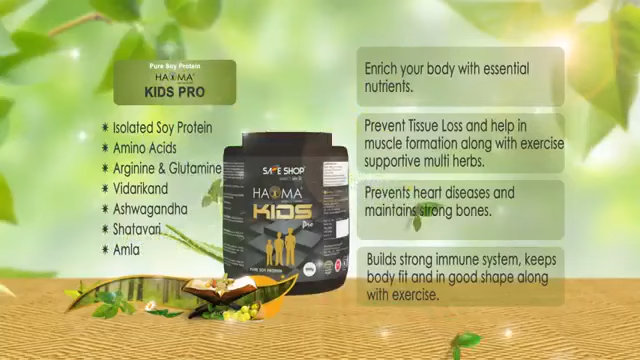 Pure Soy Protein
HAOMA
KIDS PRO
✷ Isolated Soy Protein
✷ Amino Acids
✷ Arginine & Glutamine
✷ Vidarikand
✷ Ashwagandha
✷ Shatavari
✷ Amla
SAFE SHOP
HAOMA
KIDS
Pro
PURE SOY PROTEIN
Enrich your body with essential
nutrients.
Prevent Tissue Loss and help in
muscle formation along with exercise
supportive multi herbs.
Prevents heart diseases and
maintains strong bones.
Builds strong immune system, keeps
body fit and in good shape along
with exercise.